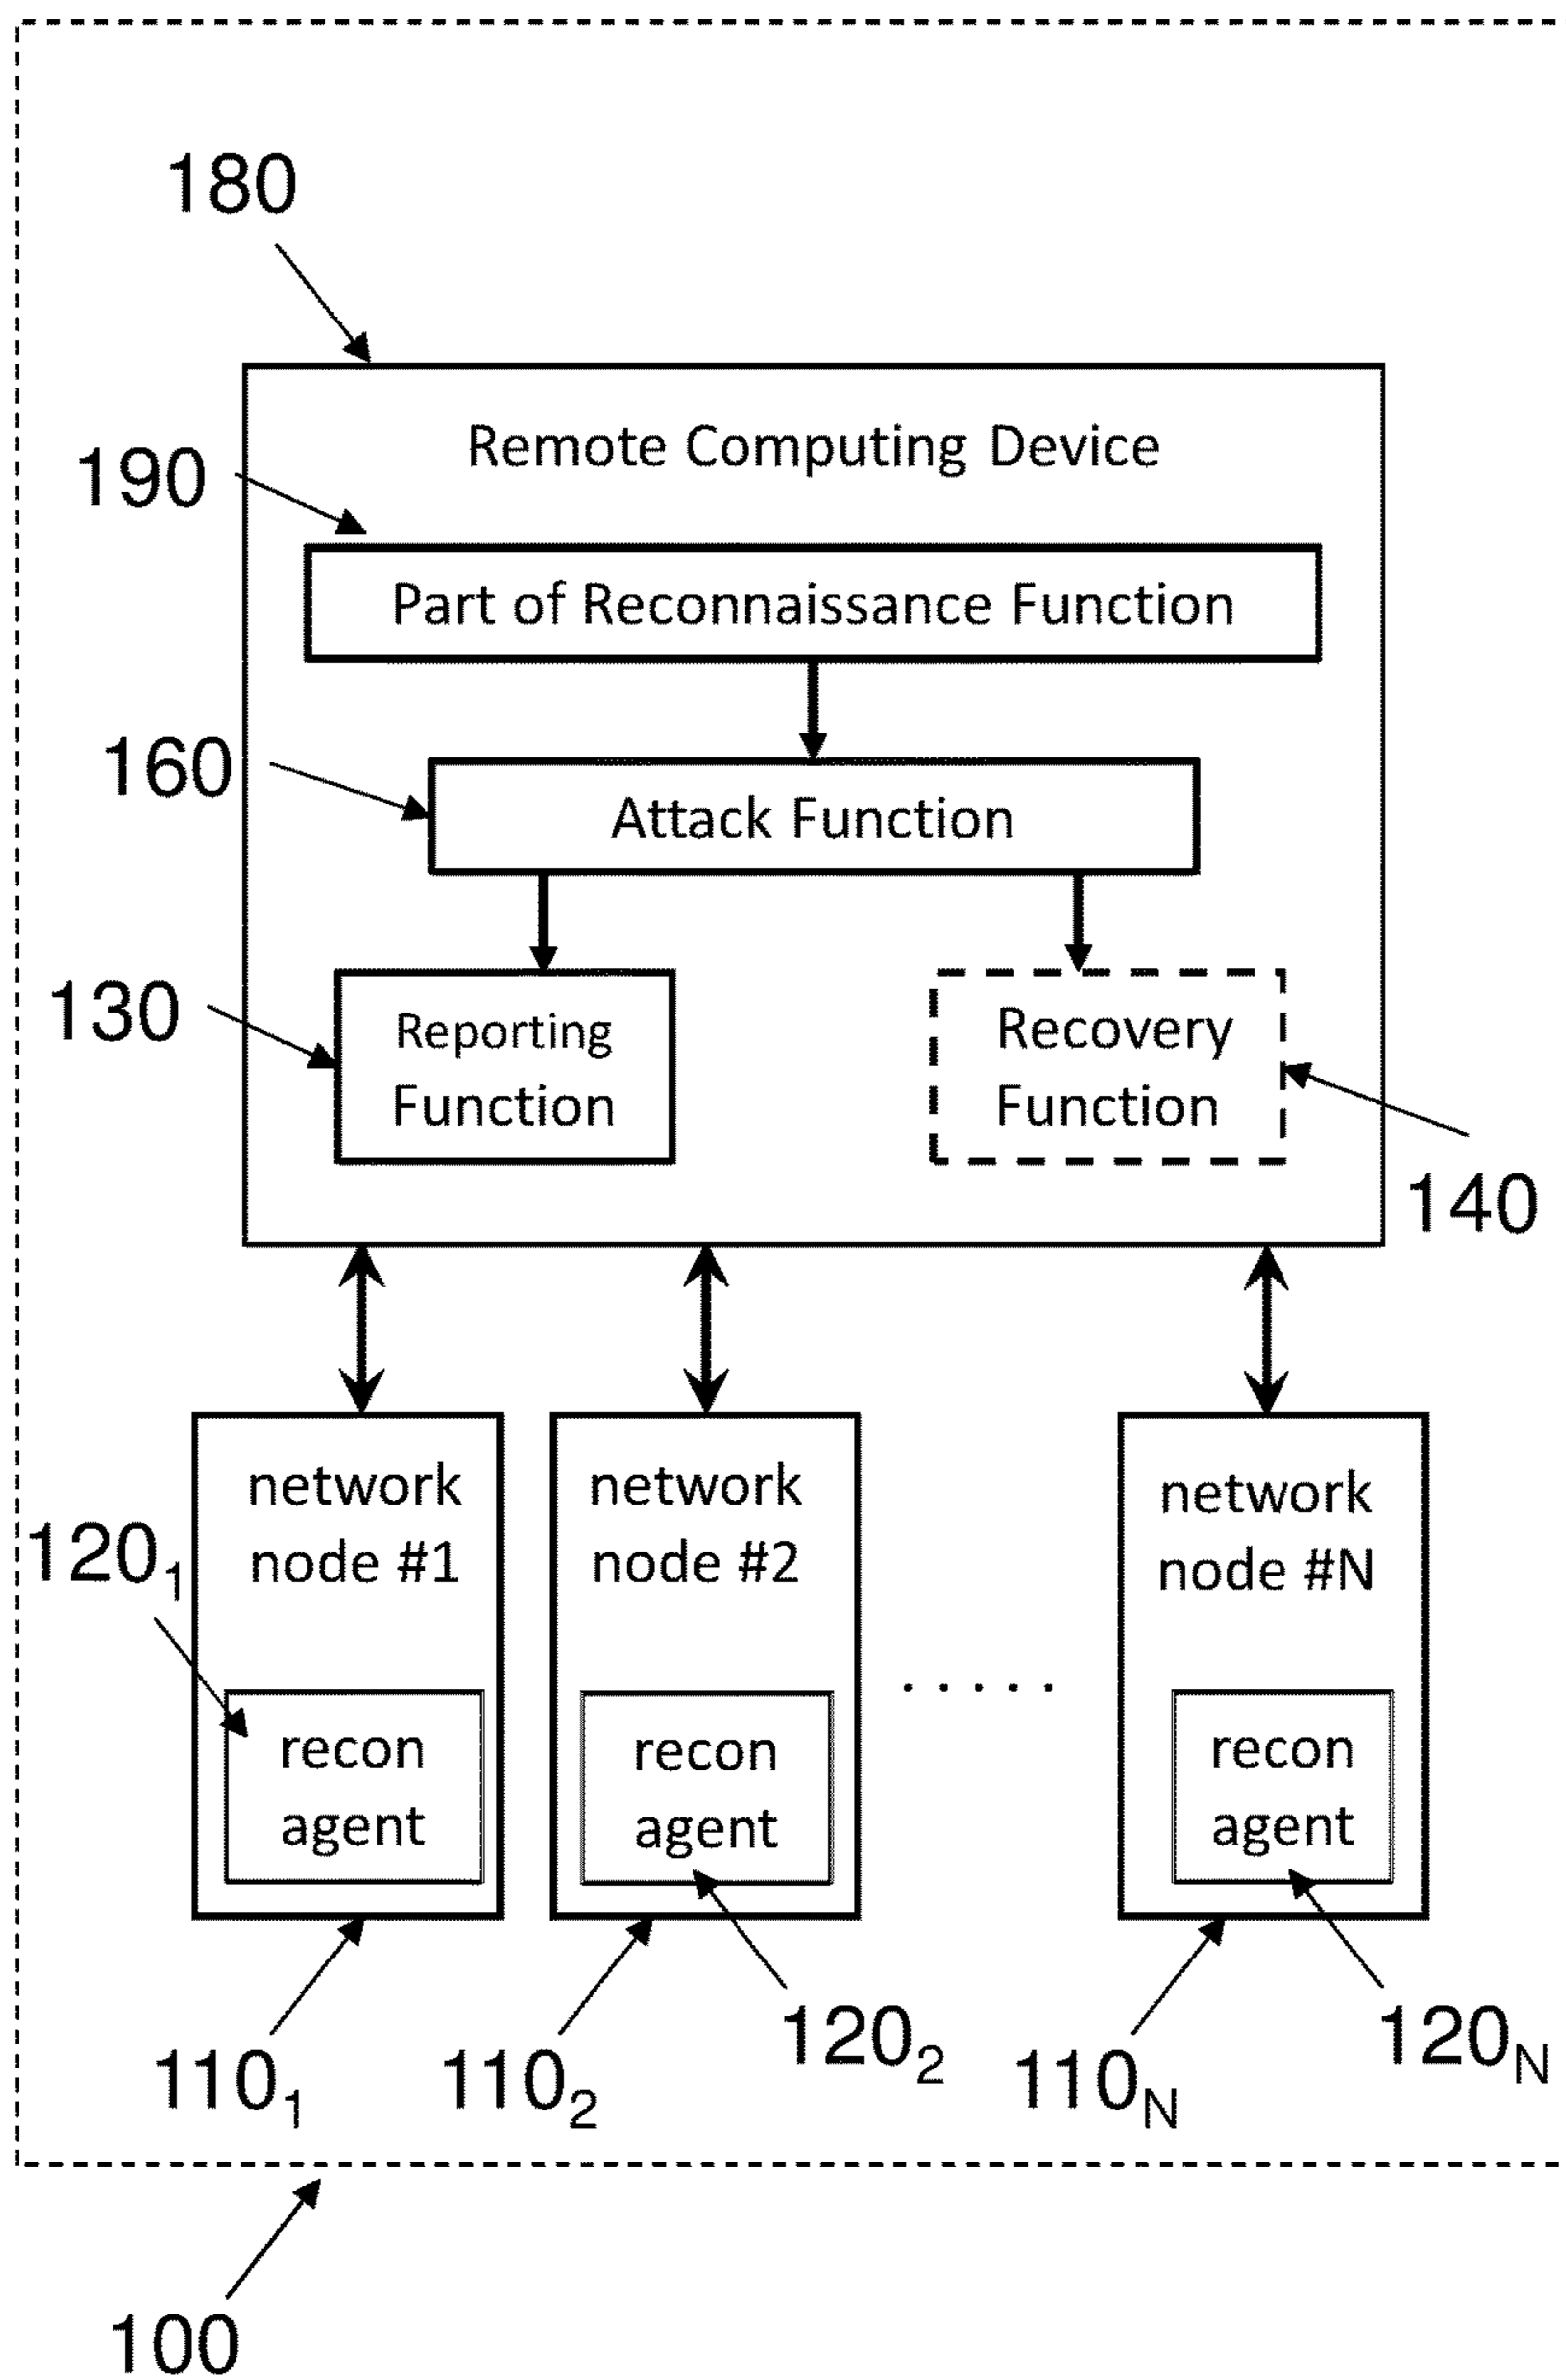 180
Remote Computing Device
190
Part of Reconnaissance Function
160
Attack Function
130
Reporting
Function
Recovery
Function
140
network
node #1
network
node #2
network
node #N
120₁
recon
agent
recon
agent
. . . . .
recon
agent
110₁
110₂
120₂
110N
120N
100